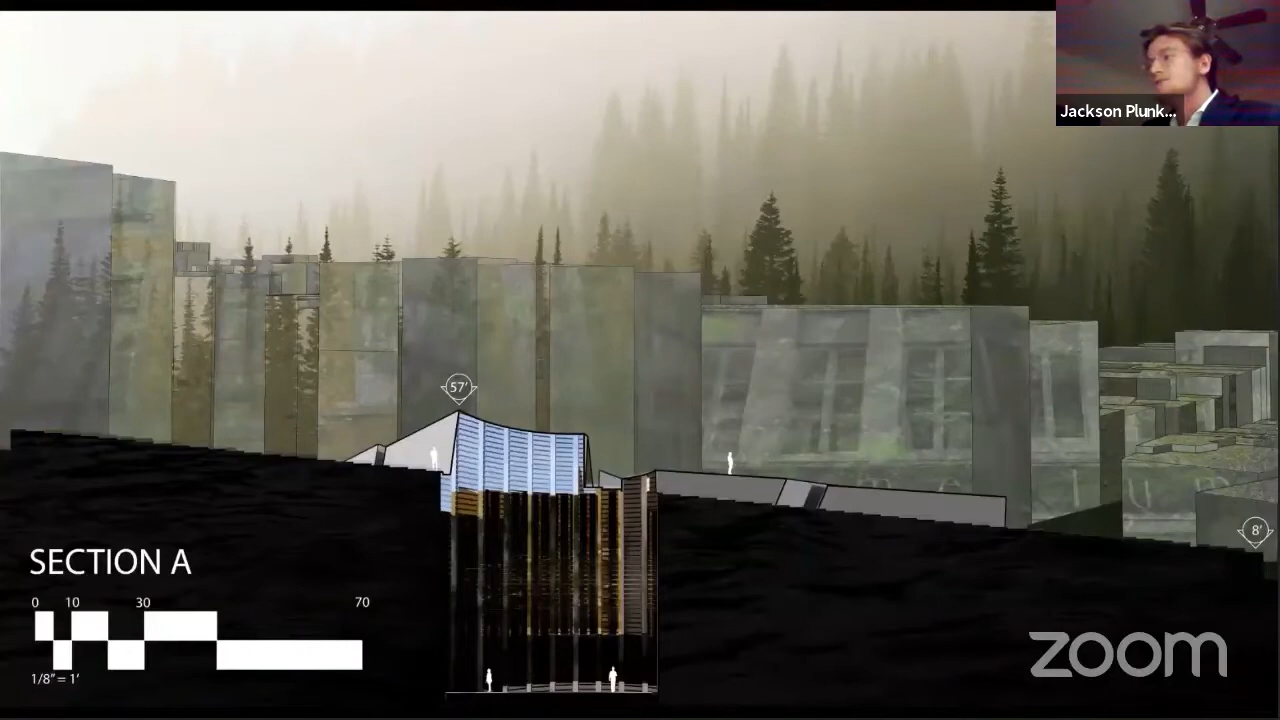 Jackson Plunk...
57'
8'
SECTION A
0 10 30 70
1/8" = 1'
zoom